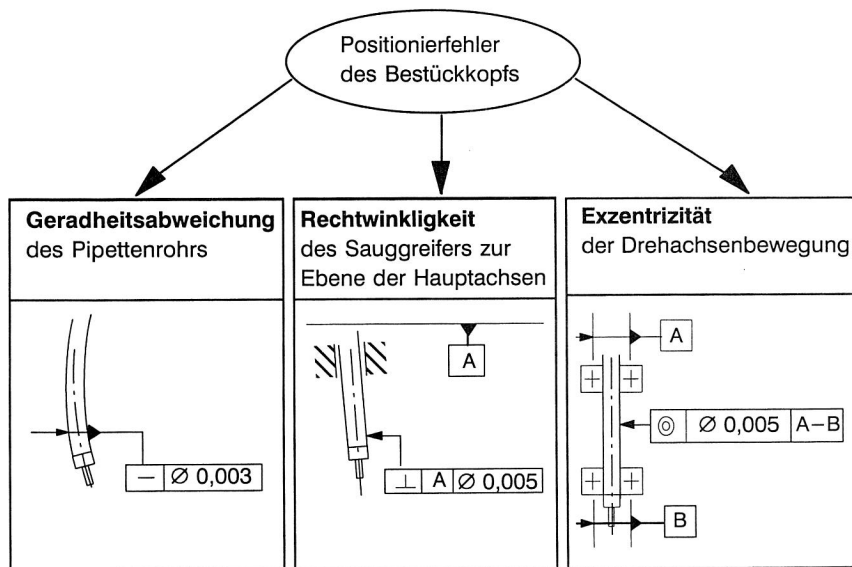 Positionierfehler
des Bestückkopfs
Geradheitsabweichung
des Pipettenrohrs
Rechtwinkligkeit
des Sauggreifers zur
Ebene der Hauptachsen
Exzentrizität
der Drehachsenbewegung
— Ø 0,003
A
⊥ A Ø 0,005
A
◎ Ø 0,005 A–B
B